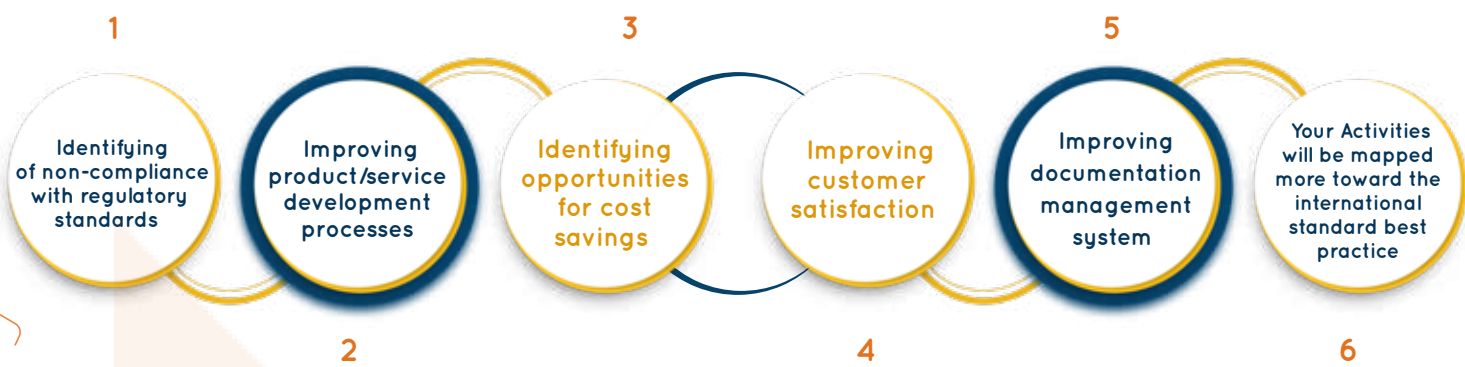 1
Identifying
of non-compliance
with regulatory
standards
2
Improving
product/service
development
processes
3
Identifying
opportunities
for cost
savings
4
Improving
customer
satisfaction
5
Improving
documentation
management
system
6
Your Activities
will be mapped
more toward the
international
standard best
practice